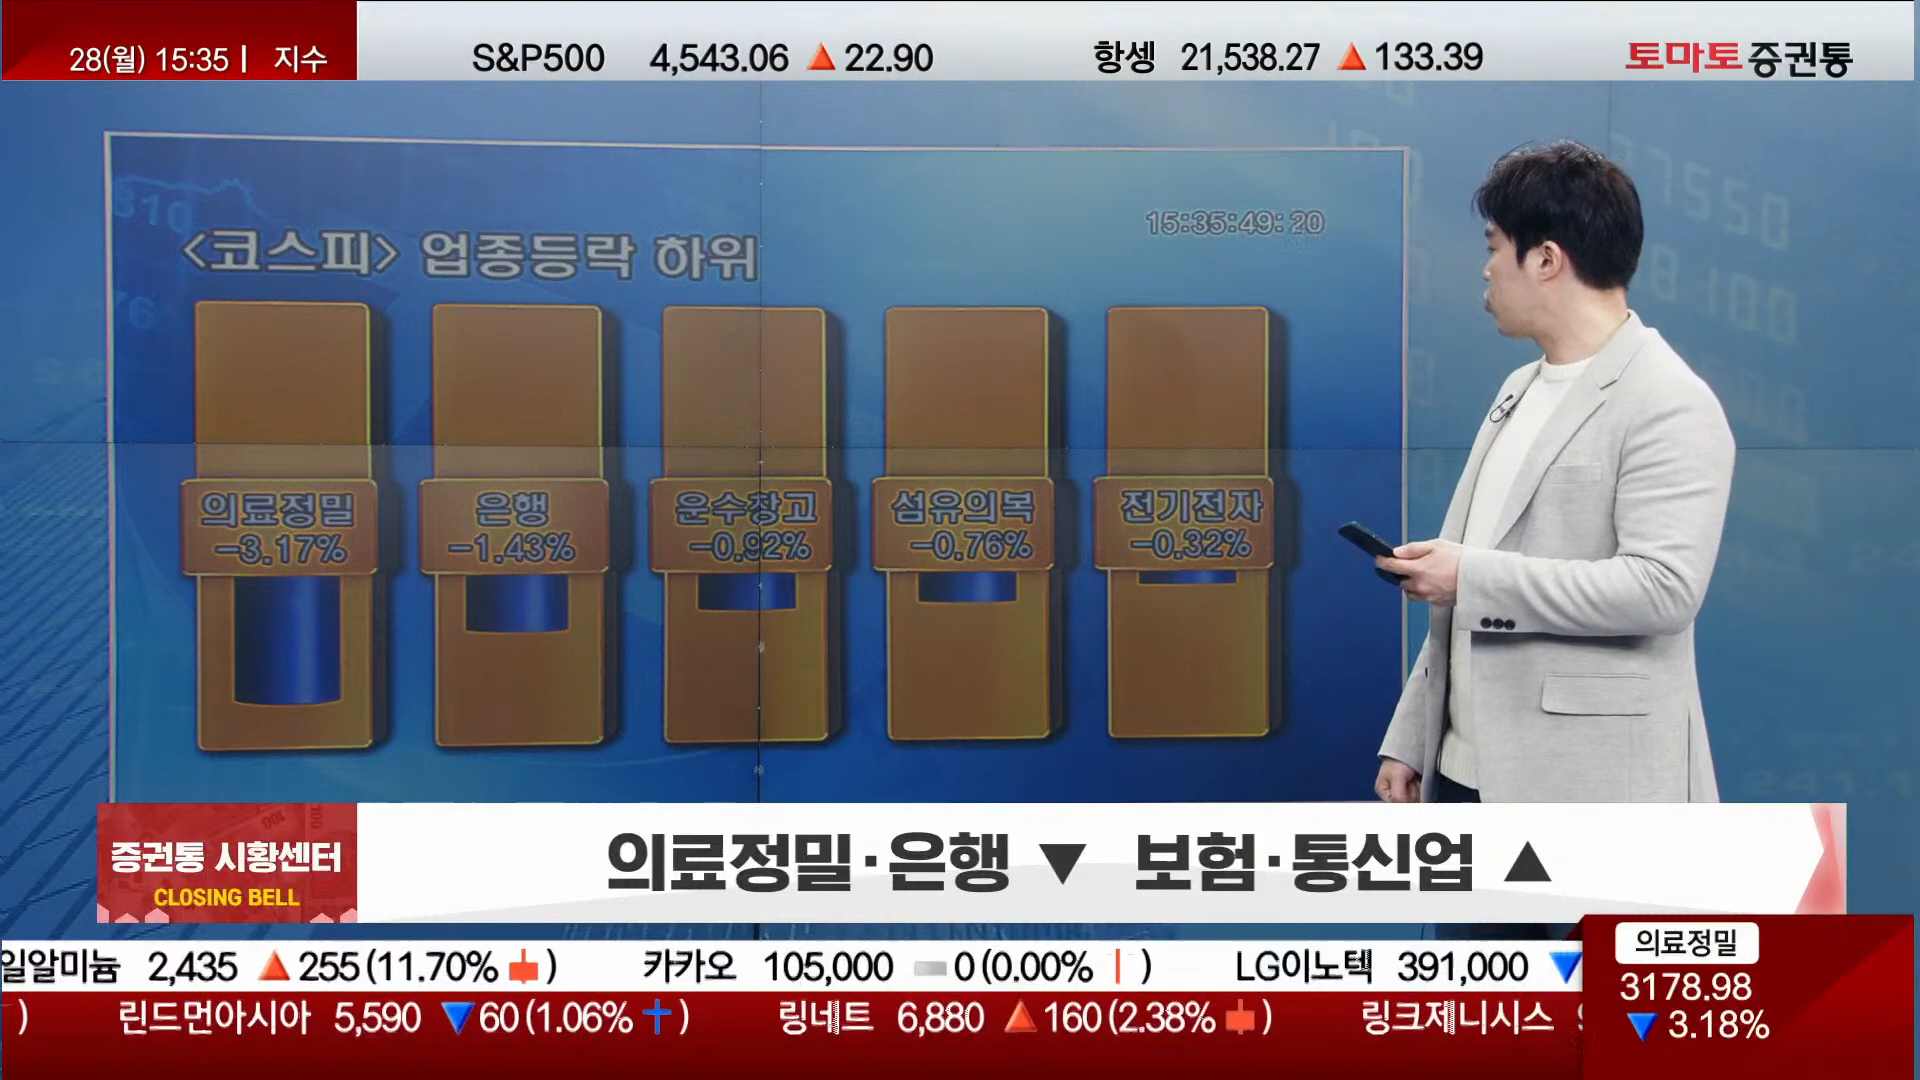 28(월) 15:35 | 지수 S&P500 4,543.06 ▲22.90 항셍 21,538.27 ▲133.39 토마토증권통
15:35:49:20
<코스피> 업종등락 하위
의료정밀 -3.17%
은행 -1.43%
운수창고 -0.92%
섬유의복 -0.76%
전기전자 -0.32%
증권통 시황센터
CLOSING BELL
의료정밀·은행 ▼ 보험·통신업 ▲
일알미늄 2,435 ▲255(11.70% ) 카카오 105,000 0(0.00% ) LG이노텍 391,000 ▼
) 린드먼아시아 5,590 ▼60(1.06% ) 링네트 6,880 ▲160(2.38% ) 링크제니시스
의료정밀
3178.98
▼ 3.18%